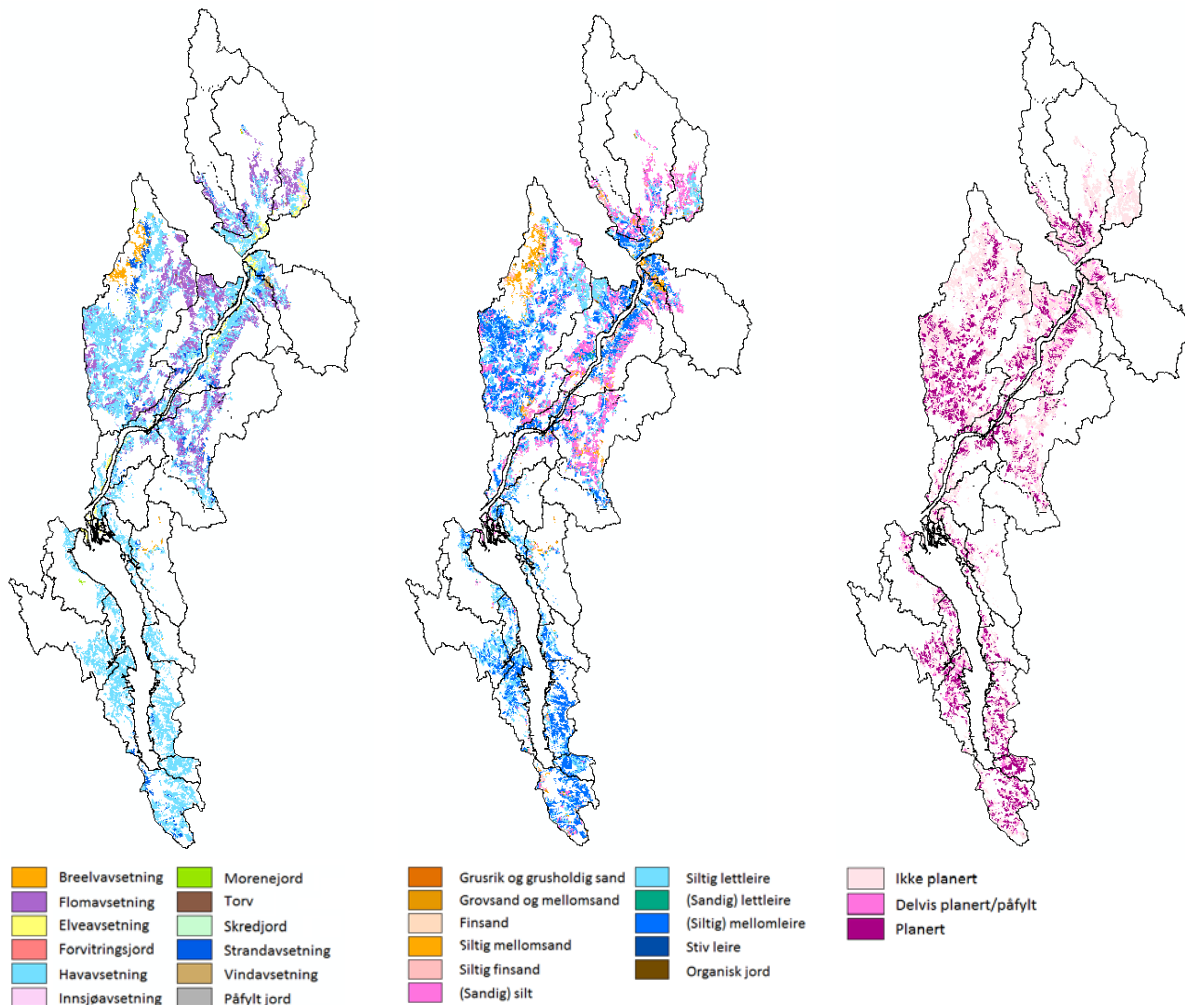 Breelvavsetning
Flomavsetning
Elveavsetning
Forvitringsjord
Havavsetning
Innsjøavsetning
Morenejord
Torv
Skredjord
Strandavsetning
Vindavsetning
Påfylt jord
Grusrik og grusholdig sand
Grovsand og mellomsand
Finsand
Siltig mellomsand
Siltig finsand
(Sandig) silt
Siltig lettleire
(Sandig) lettleire
(Siltig) mellomleire
Stiv leire
Organisk jord
Ikke planert
Delvis planert/påfylt
Planert